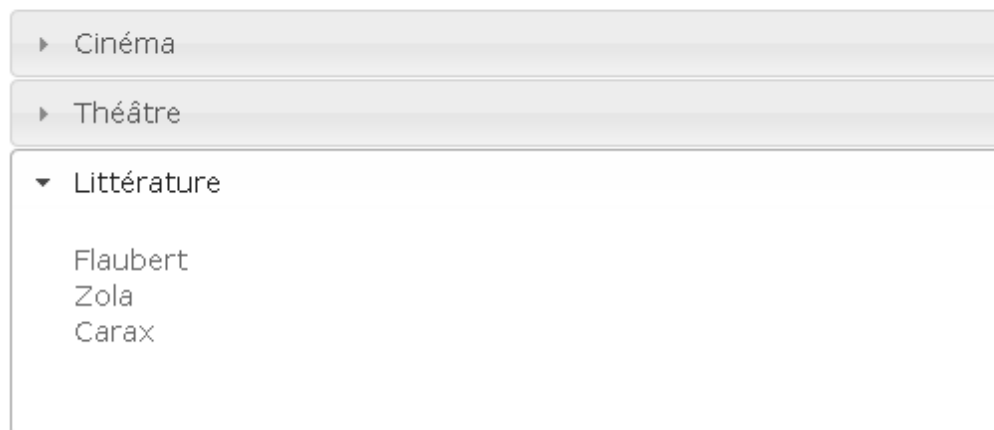 Cinéma
Théâtre
Littérature
Flaubert
Zola
Carax